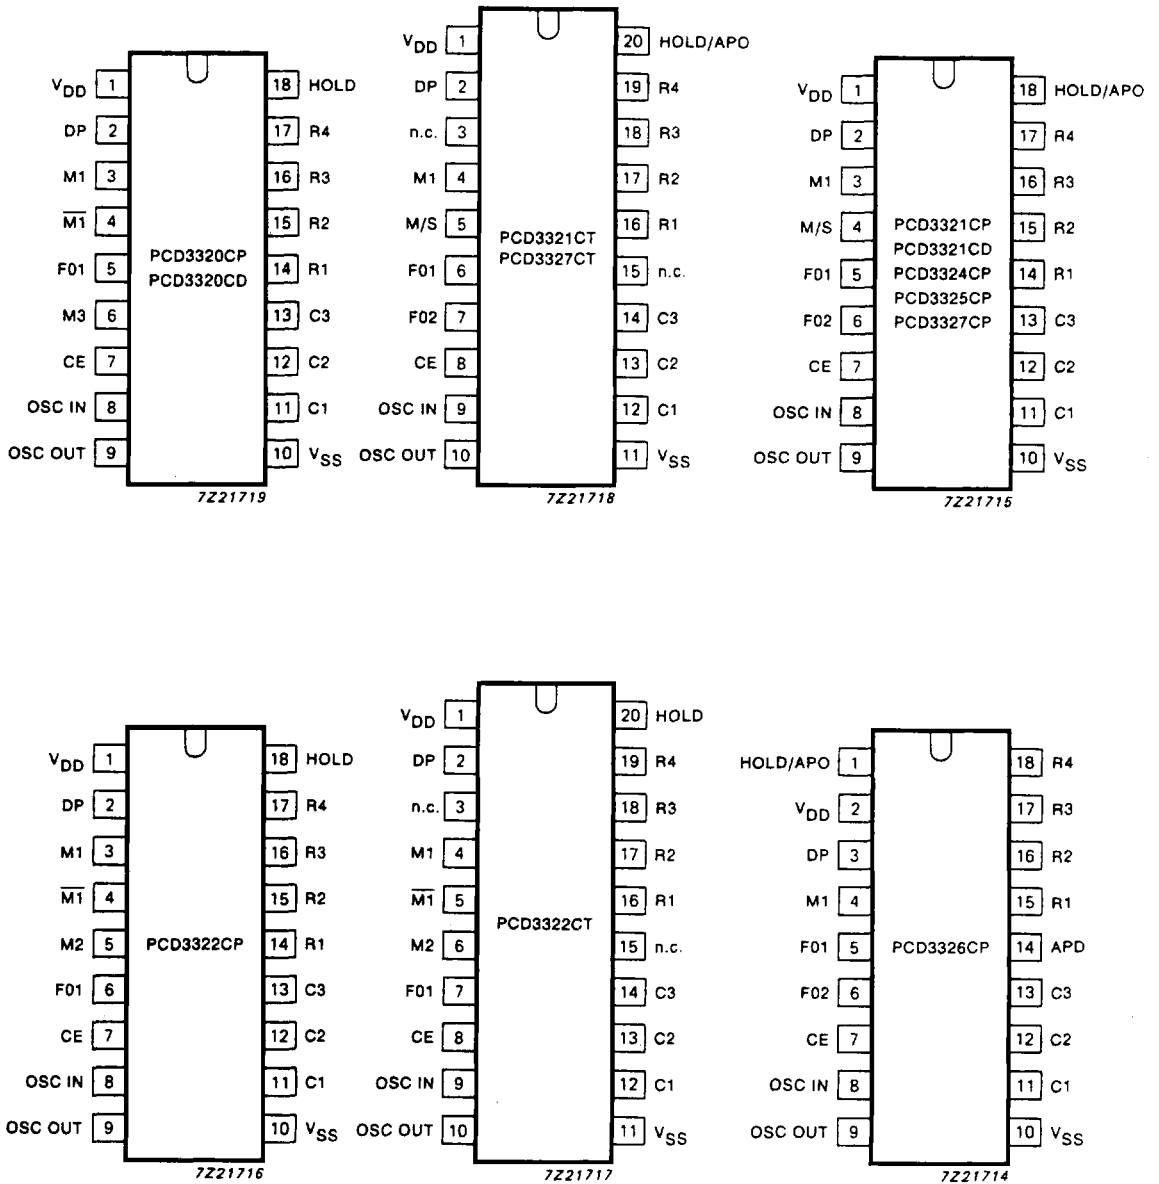 VDD 1 18 HOLD
DP 2 17 R4
M1 3 16 R3
M̅1̅ 4 15 R2
F01 5 14 R1
M3 6 13 C3
CE 7 12 C2
OSC IN 8 11 C1
OSC OUT 9 10 VSS
PCD3320CP
PCD3320CD
7Z21719
VDD 1 20 HOLD/APO
DP 2 19 R4
n.c. 3 18 R3
M1 4 17 R2
M/S 5 16 R1
F01 6 15 n.c.
F02 7 14 C3
CE 8 13 C2
OSC IN 9 12 C1
OSC OUT 10 11 VSS
PCD3321CT
PCD3327CT
7Z21718
VDD 1 18 HOLD/APO
DP 2 17 R4
M1 3 16 R3
M/S 4 15 R2
F01 5 14 R1
F02 6 13 C3
CE 7 12 C2
OSC IN 8 11 C1
OSC OUT 9 10 VSS
PCD3321CP
PCD3321CD
PCD3324CP
PCD3325CP
PCD3327CP
7Z21715
VDD 1 18 HOLD
DP 2 17 R4
M1 3 16 R3
M̅1̅ 4 15 R2
M2 5 14 R1
F01 6 13 C3
CE 7 12 C2
OSC IN 8 11 C1
OSC OUT 9 10 VSS
PCD3322CP
7Z21716
VDD 1 20 HOLD
DP 2 19 R4
n.c. 3 18 R3
M1 4 17 R2
M̅1̅ 5 16 R1
M2 6 15 n.c.
F01 7 14 C3
CE 8 13 C2
OSC IN 9 12 C1
OSC OUT 10 11 VSS
PCD3322CT
7Z21717
HOLD/APO 1 18 R4
VDD 2 17 R3
DP 3 16 R2
M1 4 15 R1
F01 5 14 APD
F02 6 13 C3
CE 7 12 C2
OSC IN 8 11 C1
OSC OUT 9 10 VSS
PCD3326CP
7Z21714